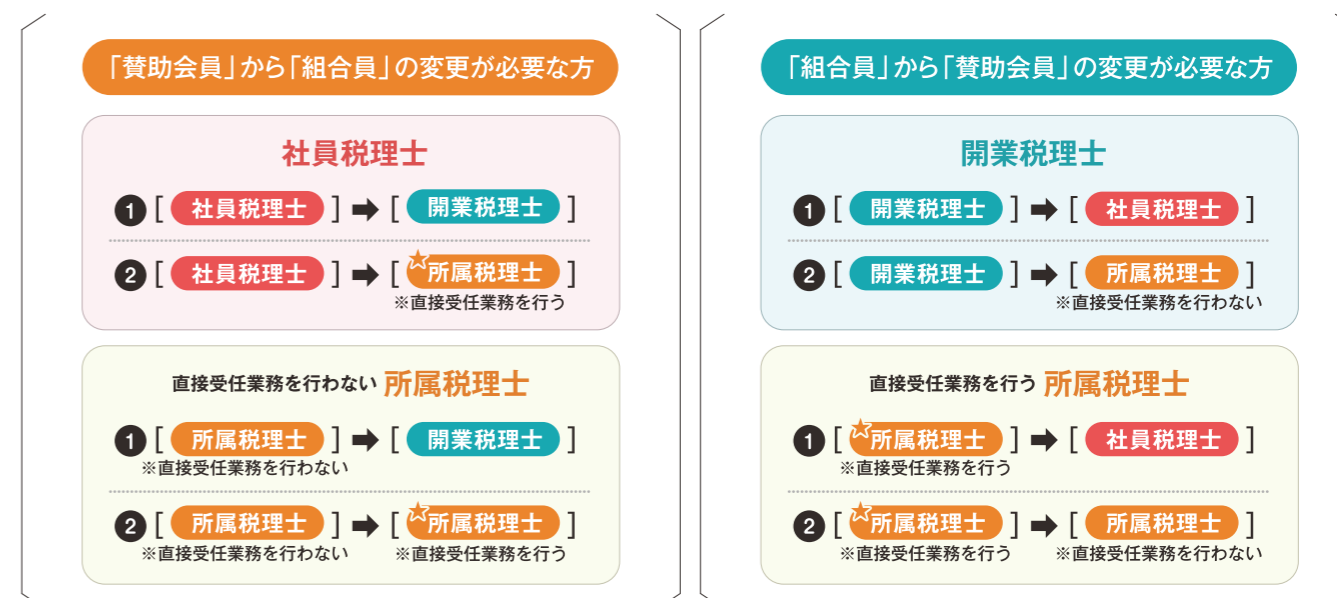 「賛助会員」から「組合員」の変更が必要な方
社員税理士
❶[ 社員税理士 ]➡[ 開業税理士 ]
❷[ 社員税理士 ]➡[ ☆所属税理士 ]
※直接受任業務を行う
直接受任業務を行わない 所属税理士
❶[ 所属税理士 ]➡[ 開業税理士 ]
※直接受任業務を行わない
❷[ 所属税理士 ]➡[ ☆所属税理士 ]
※直接受任業務を行わない ※直接受任業務を行う
「組合員」から「賛助会員」の変更が必要な方
開業税理士
❶[ 開業税理士 ]➡[ 社員税理士 ]
❷[ 開業税理士 ]➡[ 所属税理士 ]
※直接受任業務を行わない
直接受任業務を行う 所属税理士
❶[ ☆所属税理士 ]➡[ 社員税理士 ]
※直接受任業務を行う
❷[ ☆所属税理士 ]➡[ 所属税理士 ]
※直接受任業務を行う ※直接受任業務を行わない